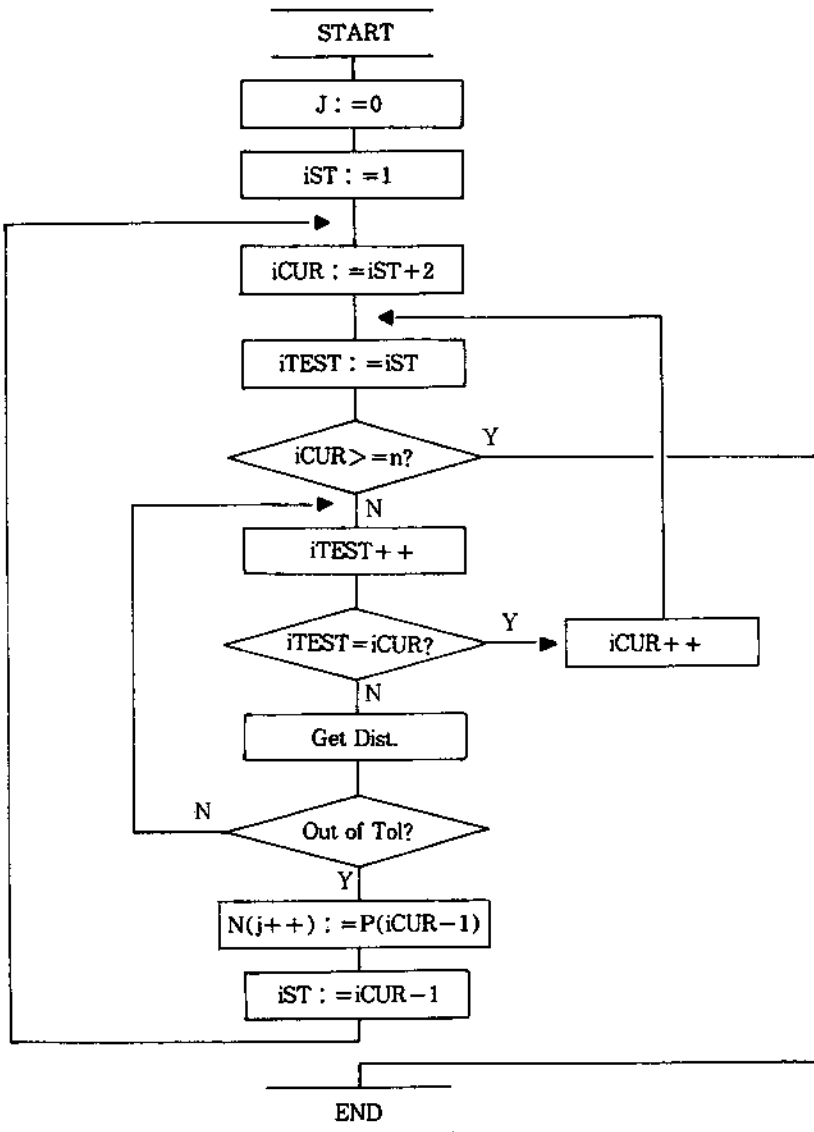 START
J : =0
iST : =1
iCUR : =iST+2
iTEST : =iST
iCUR> =n?
Y
N
iTEST+ +
iTEST=iCUR?
Y
iCUR+ +
N
Get Dist.
Out of Tol?
N
Y
N(j++) : =P(iCUR-1)
iST : =iCUR-1
END